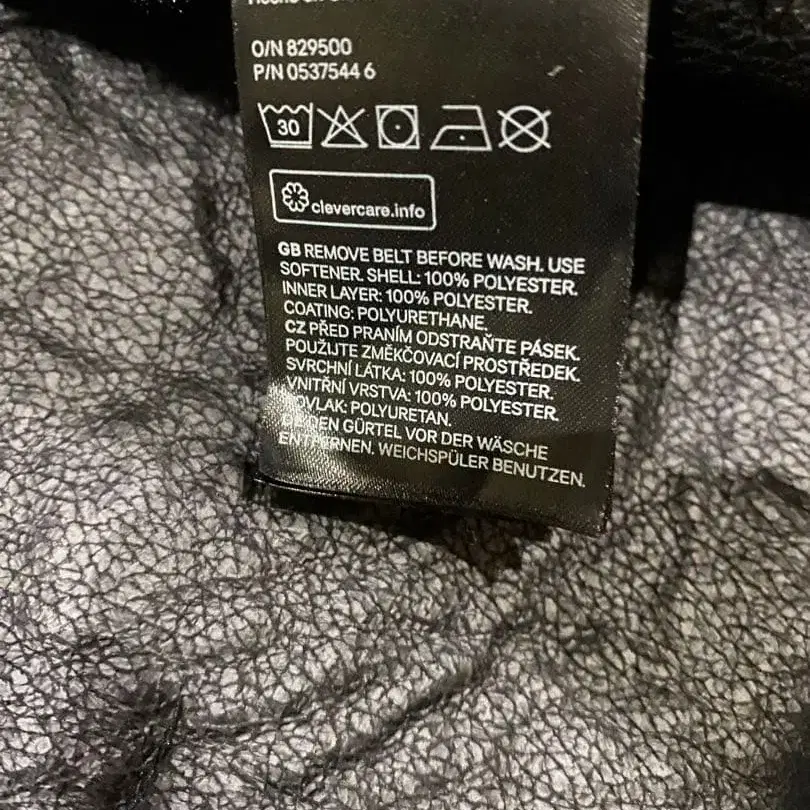 O/N 829500
P/N 0537544 6
30
clevercare.info
GB REMOVE BELT BEFORE WASH. USE
SOFTENER. SHELL: 100% POLYESTER.
INNER LAYER: 100% POLYESTER.
COATING: POLYURETHANE.
CZ PŘED PRANÍM ODSTRAŇTE PÁSEK.
POUŽIJTE ZMĚKČOVACÍ PROSTŘEDEK.
SVRCHNÍ LÁTKA: 100% POLYESTER.
VNITŘNÍ VRSTVA: 100% POLYESTER.
POVLAK: POLYURETAN.
DE DEN GÜRTEL VOR DER WÄSCHE
ENTFERNEN. WEICHSPÜLER BENUTZEN.